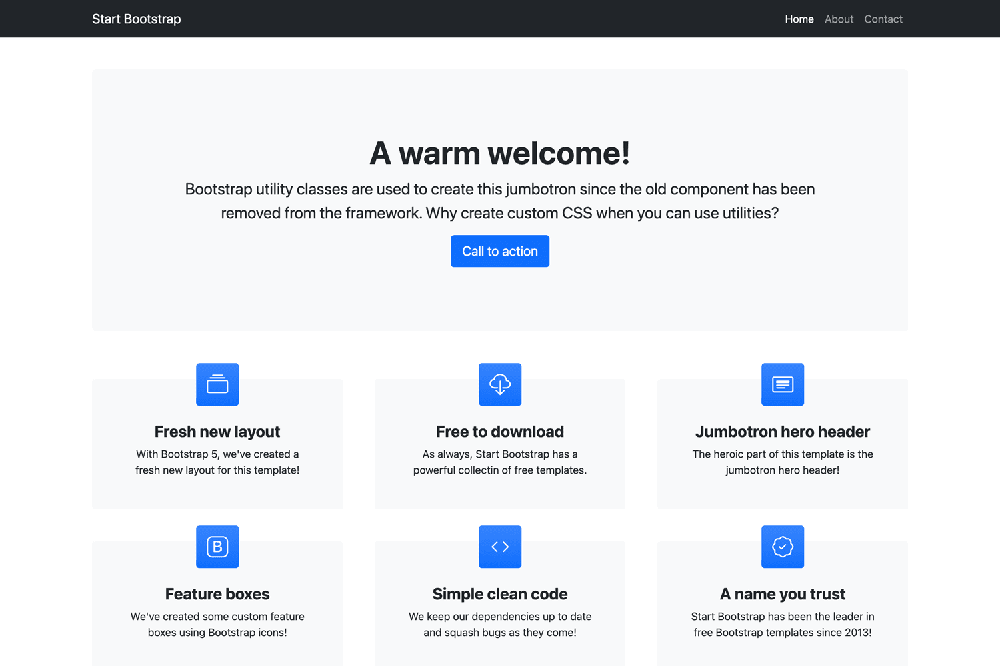 Start Bootstrap
Home About Contact
A warm welcome!
Bootstrap utility classes are used to create this jumbotron since the old component has been
removed from the framework. Why create custom CSS when you can use utilities?
Call to action
Fresh new layout
With Bootstrap 5, we've created a
fresh new layout for this template!
Free to download
As always, Start Bootstrap has a
powerful collectin of free templates.
Jumbotron hero header
The heroic part of this template is the
jumbotron hero header!
B
Feature boxes
We've created some custom feature
boxes using Bootstrap icons!
Simple clean code
We keep our dependencies up to date
and squash bugs as they come!
A name you trust
Start Bootstrap has been the leader in
free Bootstrap templates since 2013!